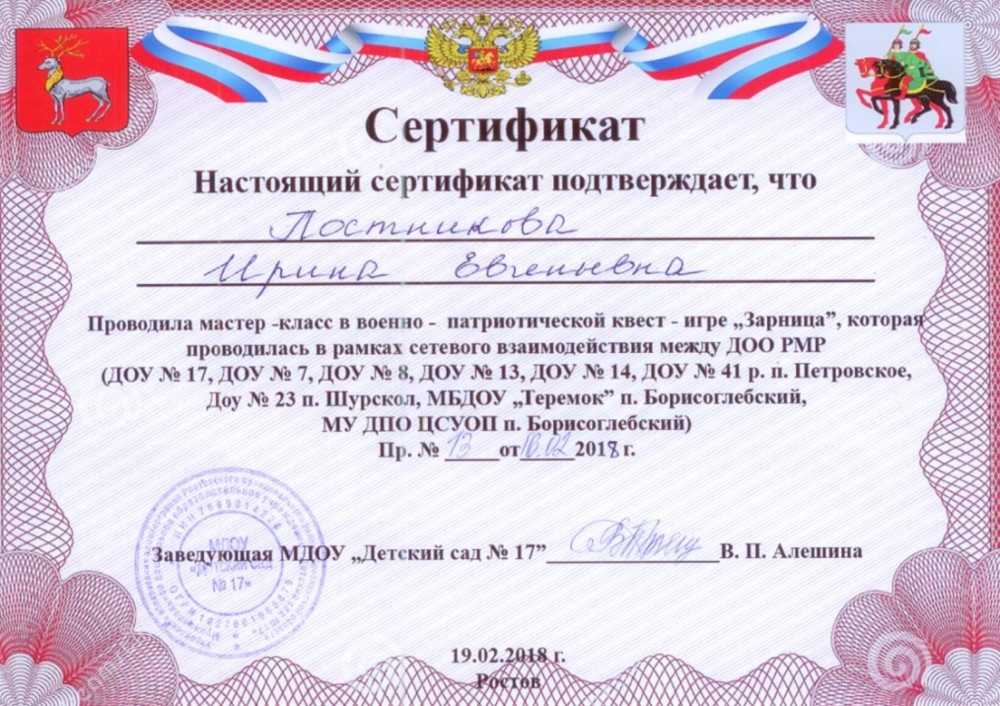 Сертификат
Настоящий сертификат подтверждает, что
Постникова
Ирина Евгеньевна
Проводила мастер -класс в военно - патриотической квест - игре „Зарница”, которая
проводилась в рамках сетевого взаимодействия между ДОО РМР
(ДОУ № 17, ДОУ № 7, ДОУ № 8, ДОУ № 13, ДОУ № 14, ДОУ № 41 р. п. Петровское,
Доу № 23 п. Шурскол, МБДОУ „Теремок” п. Борисоглебский,
МУ ДПО ЦСУОП п. Борисоглебский)
Пр. № 13 от 16.02 2018 г.
Заведующая МДОУ „Детский сад № 17” В. П. Алешина
МДОУ
«ДЕТСКИЙ САД
№ 17»
19.02.2018 г.
Ростов